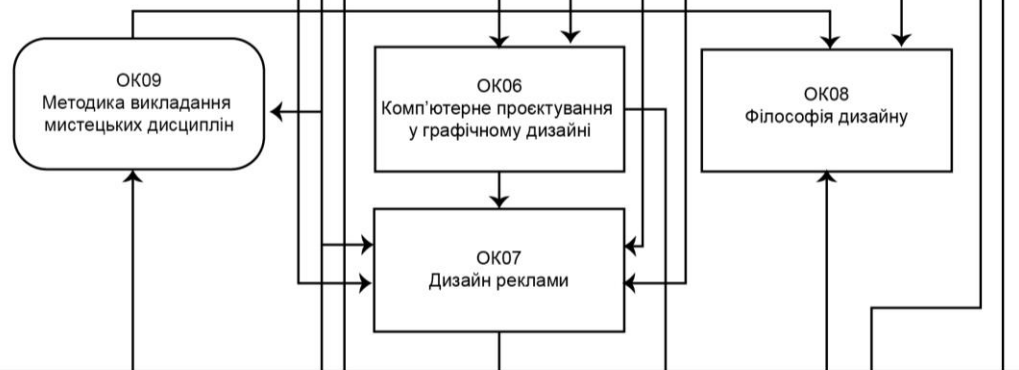 ОК09
Методика викладання
мистецьких дисциплін
ОК06
Комп’ютерне проєктування
у графічному дизайні
ОК08
Філософія дизайну
ОК07
Дизайн реклами